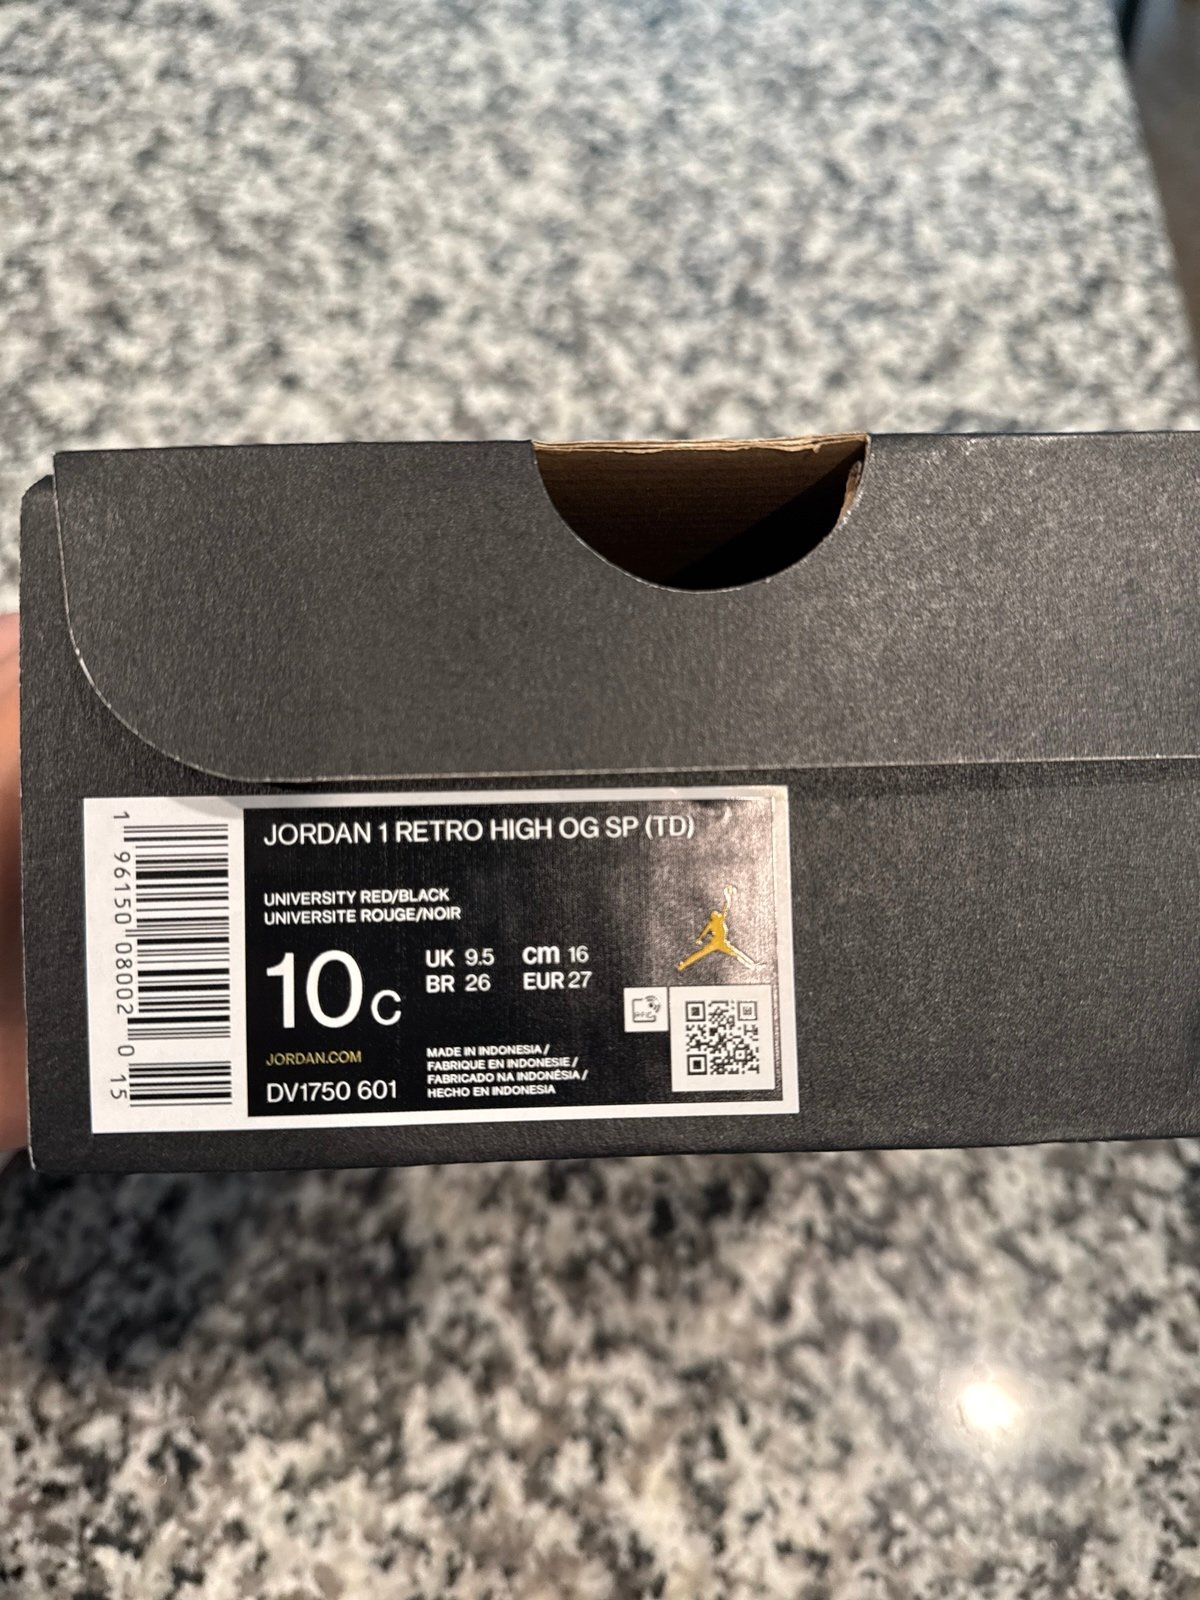 JORDAN 1 RETRO HIGH OG SP (TD)
UNIVERSITY RED/BLACK
UNIVERSITE ROUGE/NOIR
10C
UK 9.5 cm 16
BR 26 EUR 27
JORDAN.COM
DV1750 601
MADE IN INDONESIA /
FABRIQUE EN INDONESIE /
FABRICADO NA INDONÉSIA /
HECHO EN INDONESIA
1 96150 08002 0 15